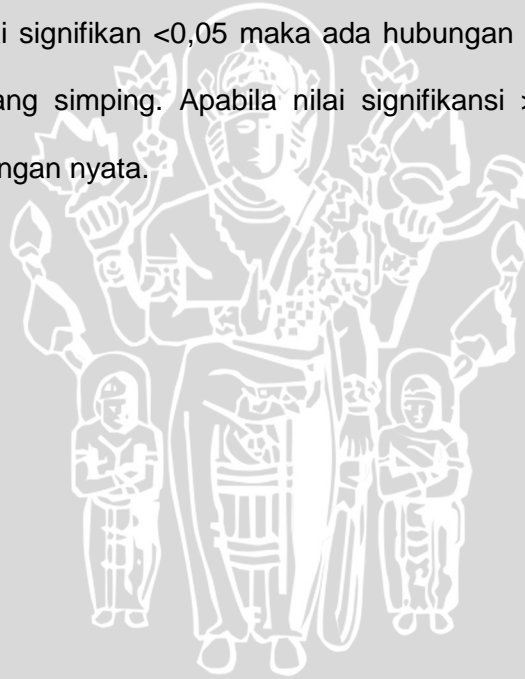 i signifikan <0,05 maka ada hubungan
ang simping. Apabila nilai signifikansi >
ngan nyata.